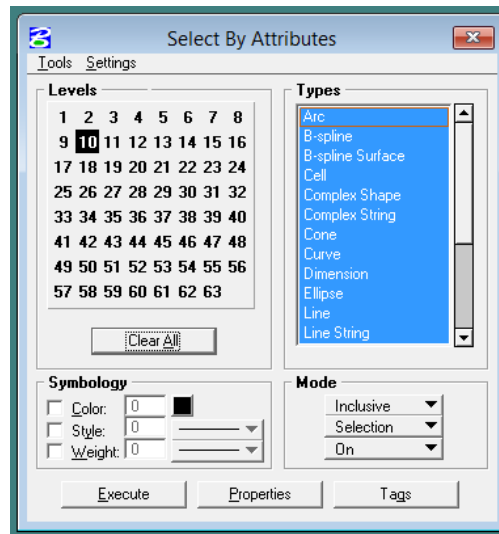 Select By Attributes
Tools Settings
Levels
1 2 3 4 5 6 7 8
9 10 11 12 13 14 15 16
17 18 19 20 21 22 23 24
25 26 27 28 29 30 31 32
33 34 35 36 37 38 39 40
41 42 43 44 45 46 47 48
49 50 51 52 53 54 55 56
57 58 59 60 61 62 63
Clear All
Types
Arc
B-spline
B-spline Surface
Cell
Complex Shape
Complex String
Cone
Curve
Dimension
Ellipse
Line
Line String
Symbology
Color: 0
Style: 0
Weight: 0
Mode
Inclusive
Selection
On
Execute Properties Tags